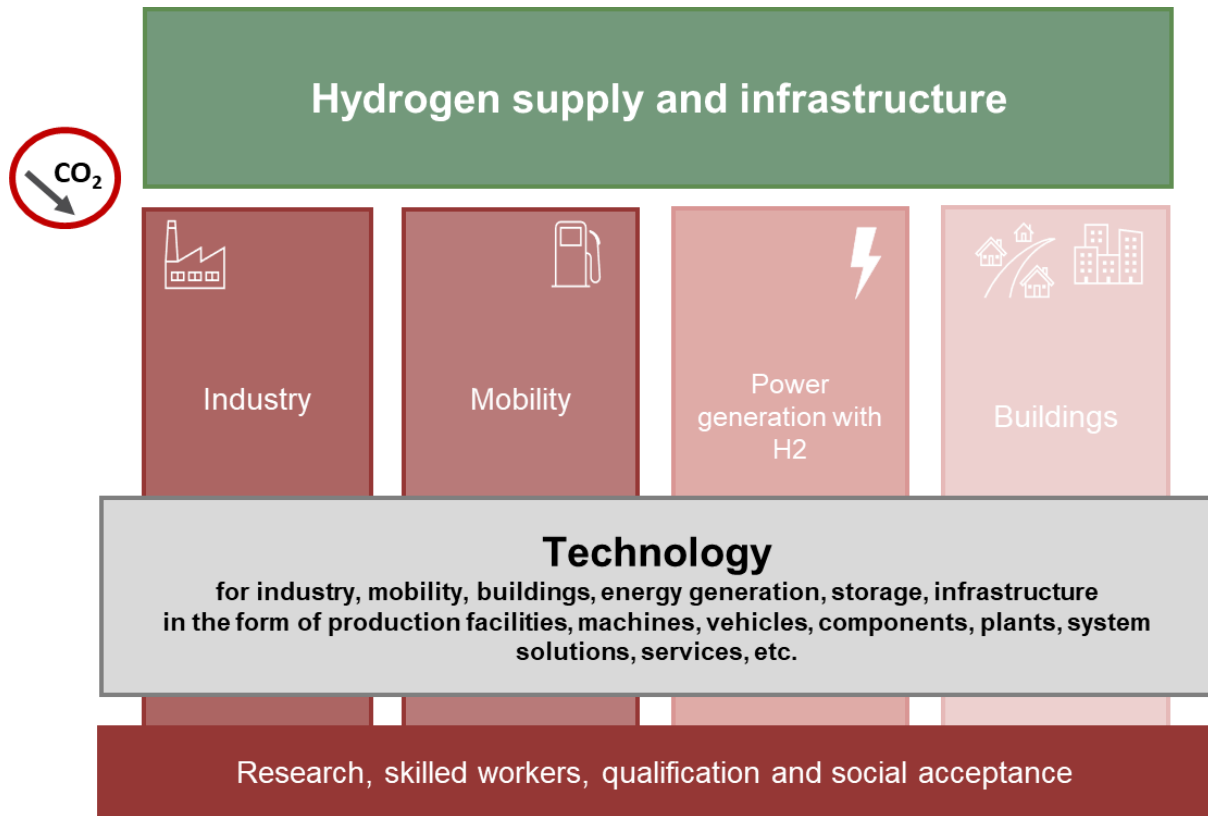 Hydrogen supply and infrastructure
CO₂
Industry
Mobility
Power
generation with
H2
Buildings
Technology
for industry, mobility, buildings, energy generation, storage, infrastructure
in the form of production facilities, machines, vehicles, components, plants, system
solutions, services, etc.
Research, skilled workers, qualification and social acceptance